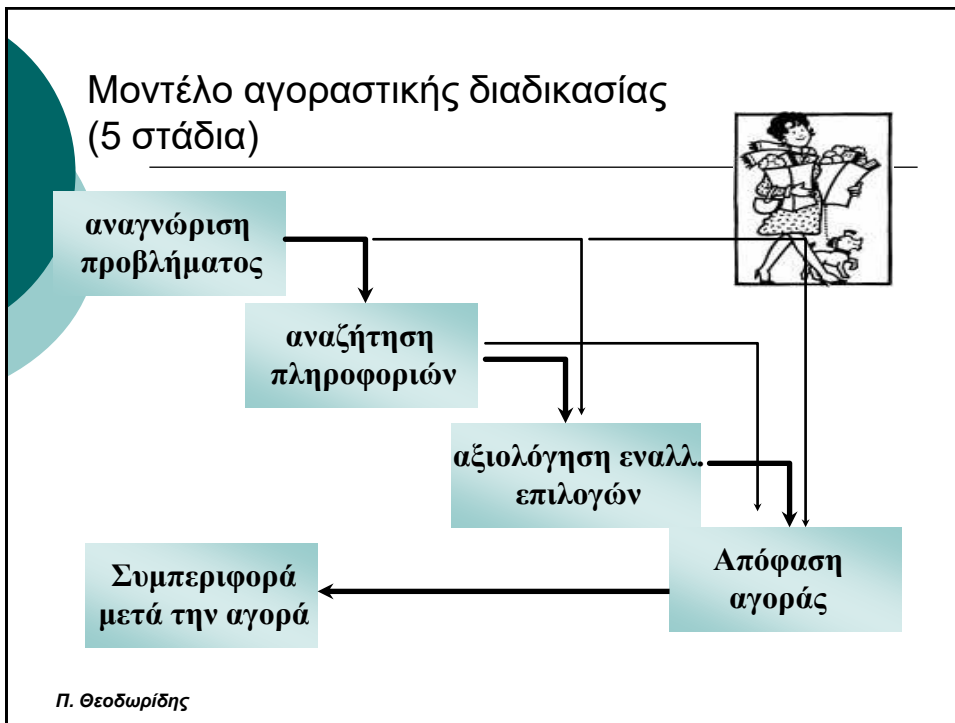 Μοντέλο αγοραστικής διαδικασίας
(5 στάδια)
αναγνώριση
προβλήματος
αναζήτηση
πληροφοριών
αξιολόγηση εναλλ.
επιλογών
Απόφαση
αγοράς
Συμπεριφορά
μετά την αγορά
Π. Θεοδωρίδης